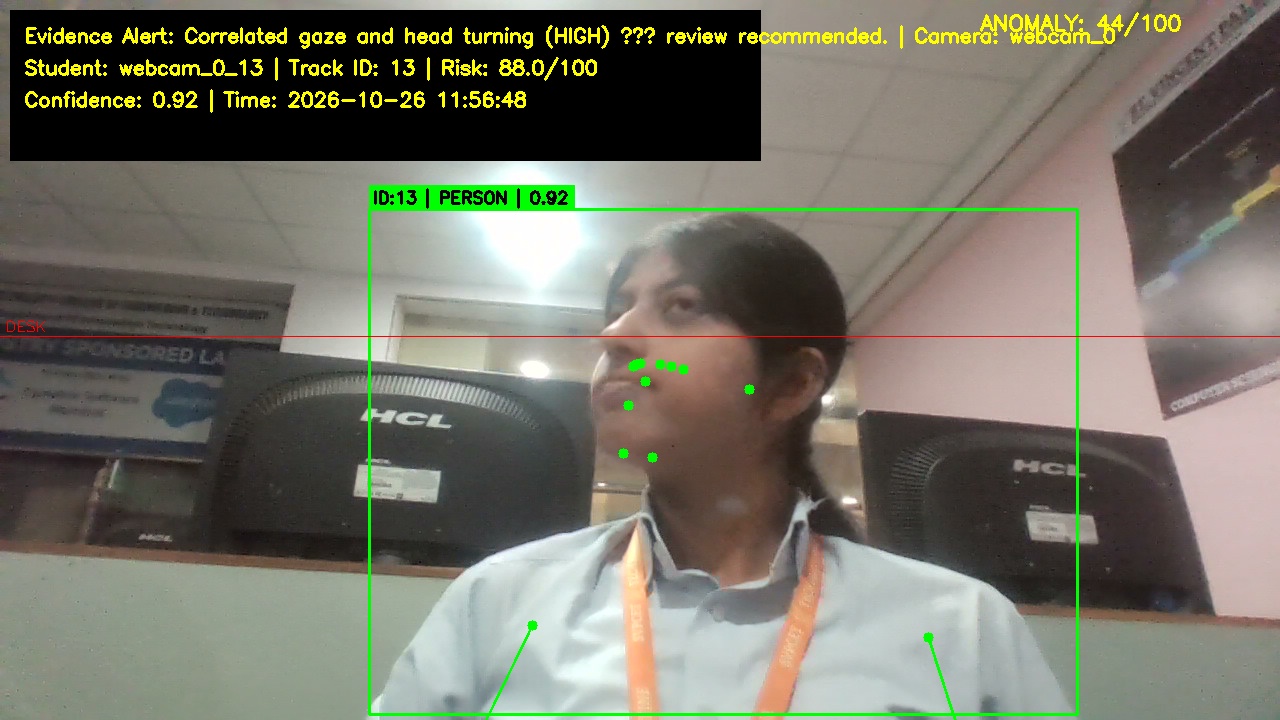 ANOMALY: 44/100
Evidence Alert: Correlated gaze and head turning (HIGH) ??? review recommended. | Camera: webcam_0
Student: webcam_0_13 | Track ID: 13 | Risk: 88.0/100
Confidence: 0.92 | Time: 2026-10-26 11:56:48
ID:13 | PERSON | 0.92
DESK
SPONSORED LA
HCL
HCL
HCL